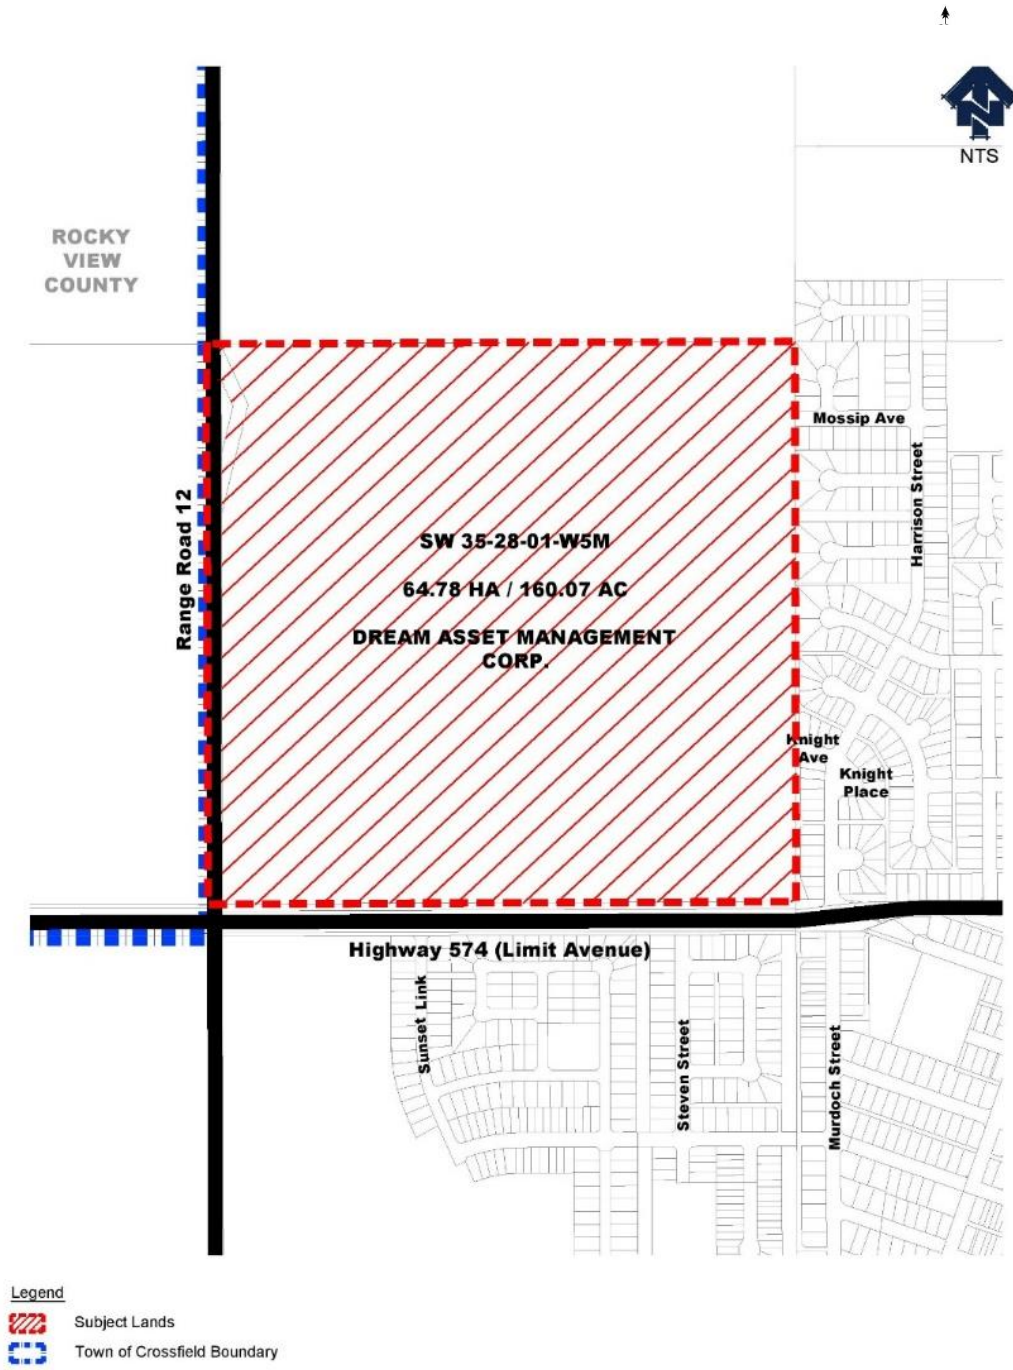 NTS
ROCKY
VIEW
COUNTY
Mossip Ave
Harrison Street
Range Road 12
SW 35-28-01-W5M
64.78 HA / 160.07 AC
DREAM ASSET MANAGEMENT
CORP.
Knight
Ave
Knight
Place
Highway 574 (Limit Avenue)
Sunset Link
Steven Street
Murdoch Street
Legend
Subject Lands
Town of Crossfield Boundary